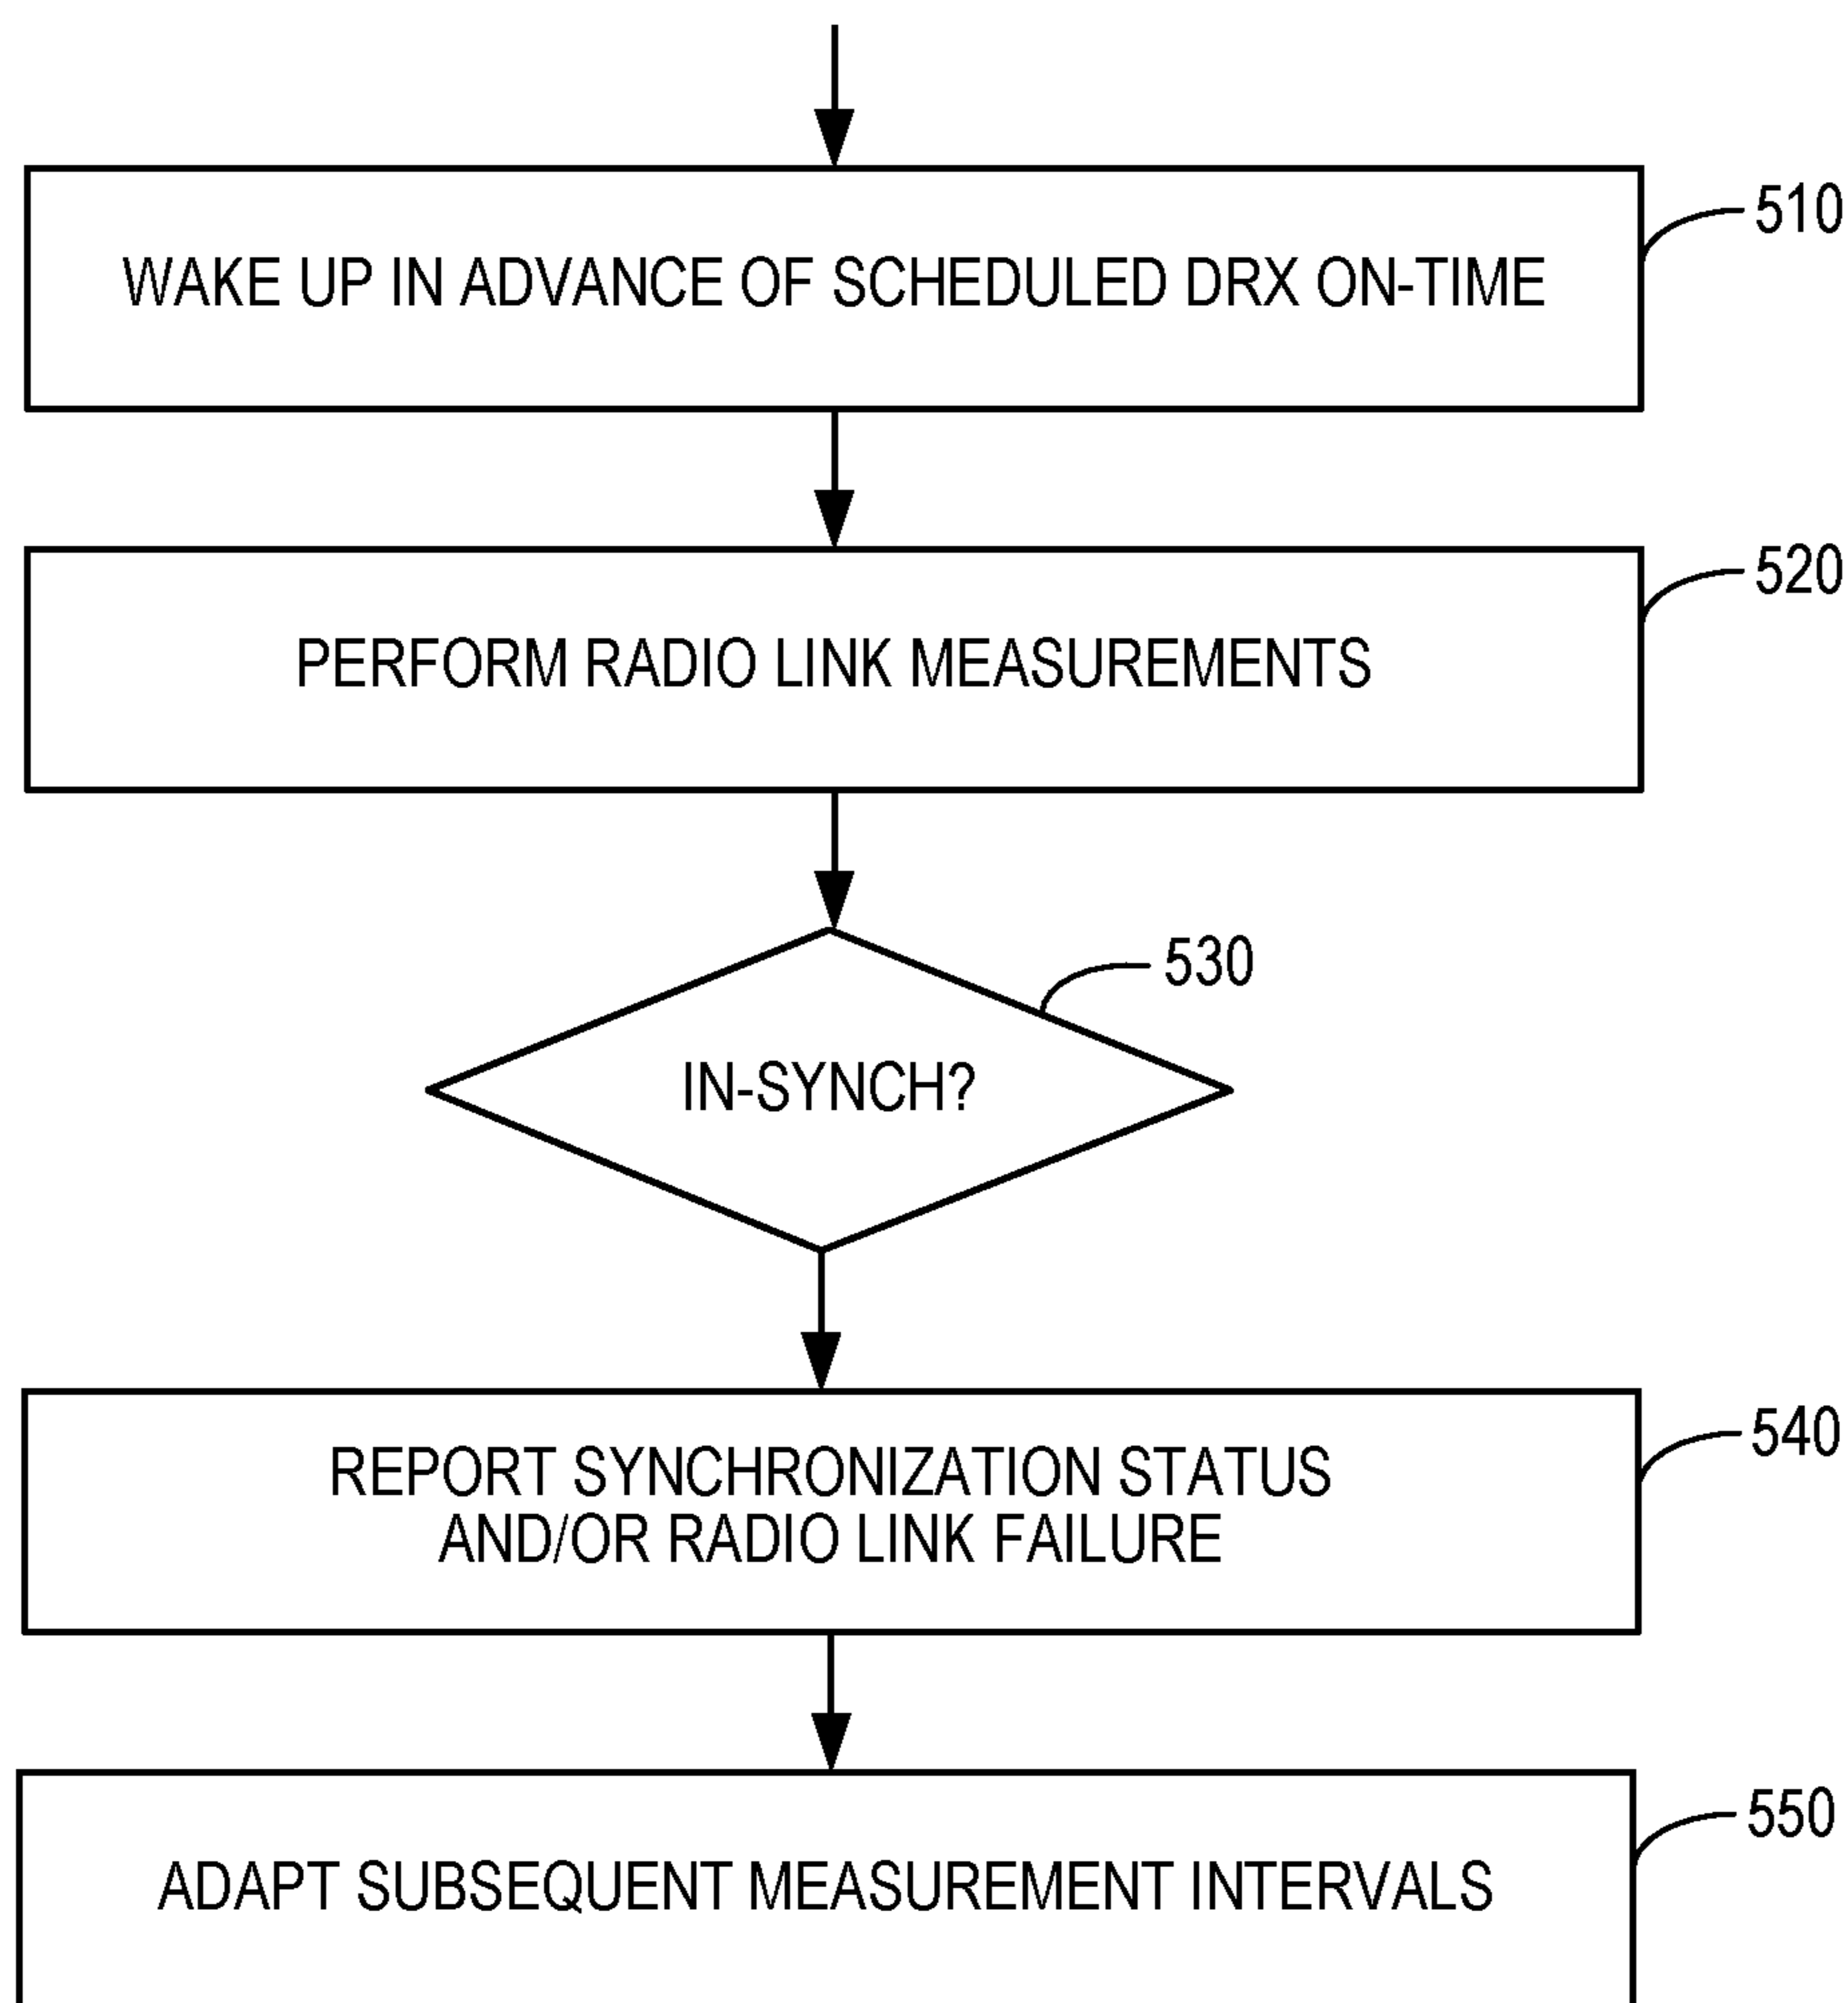 510
WAKE UP IN ADVANCE OF SCHEDULED DRX ON-TIME
520
PERFORM RADIO LINK MEASUREMENTS
530
IN-SYNCH?
540
REPORT SYNCHRONIZATION STATUS
AND/OR RADIO LINK FAILURE
550
ADAPT SUBSEQUENT MEASUREMENT INTERVALS